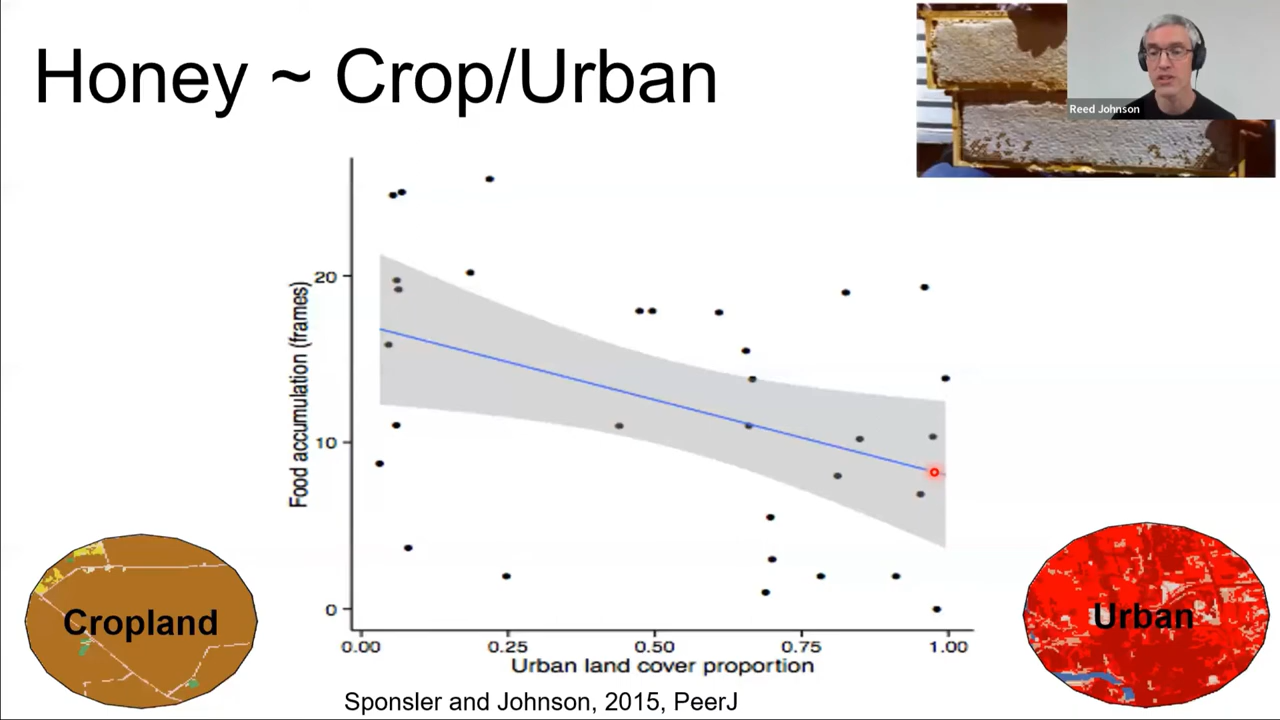 Honey ~ Crop/Urban
Reed Johnson
Food accumulation (frames)
20
10
0
0.00 0.25 0.50 0.75 1.00
Urban land cover proportion
Cropland
Urban
Sponsler and Johnson, 2015, PeerJ